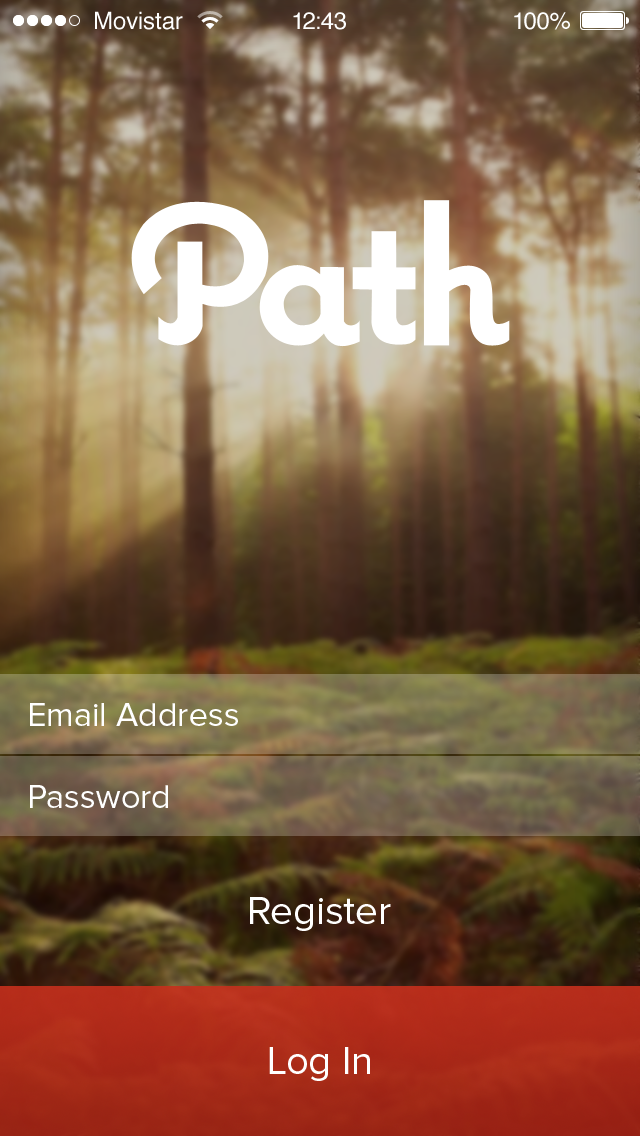 Movistar 12:43 100%
Path
Email Address
Password
Register
Log In